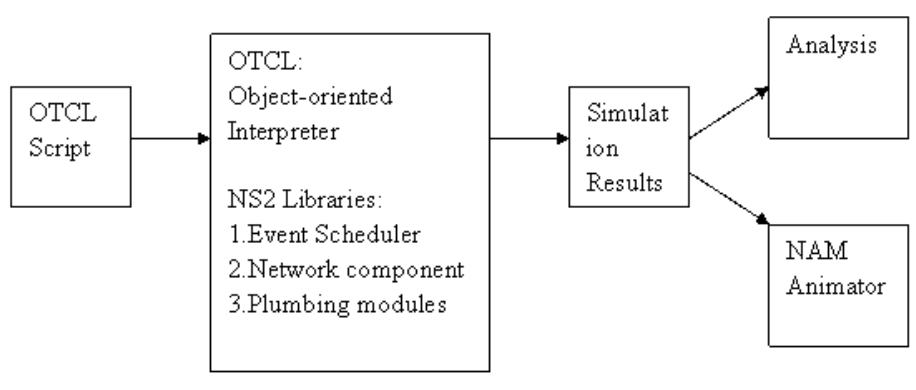 OTCL
Script
OTCL:
Object-oriented
Interpreter
NS2 Libraries:
1.Event Scheduler
2.Network component
3.Plumbing modules
Simulat
ion
Results
Analysis
NAM
Animator